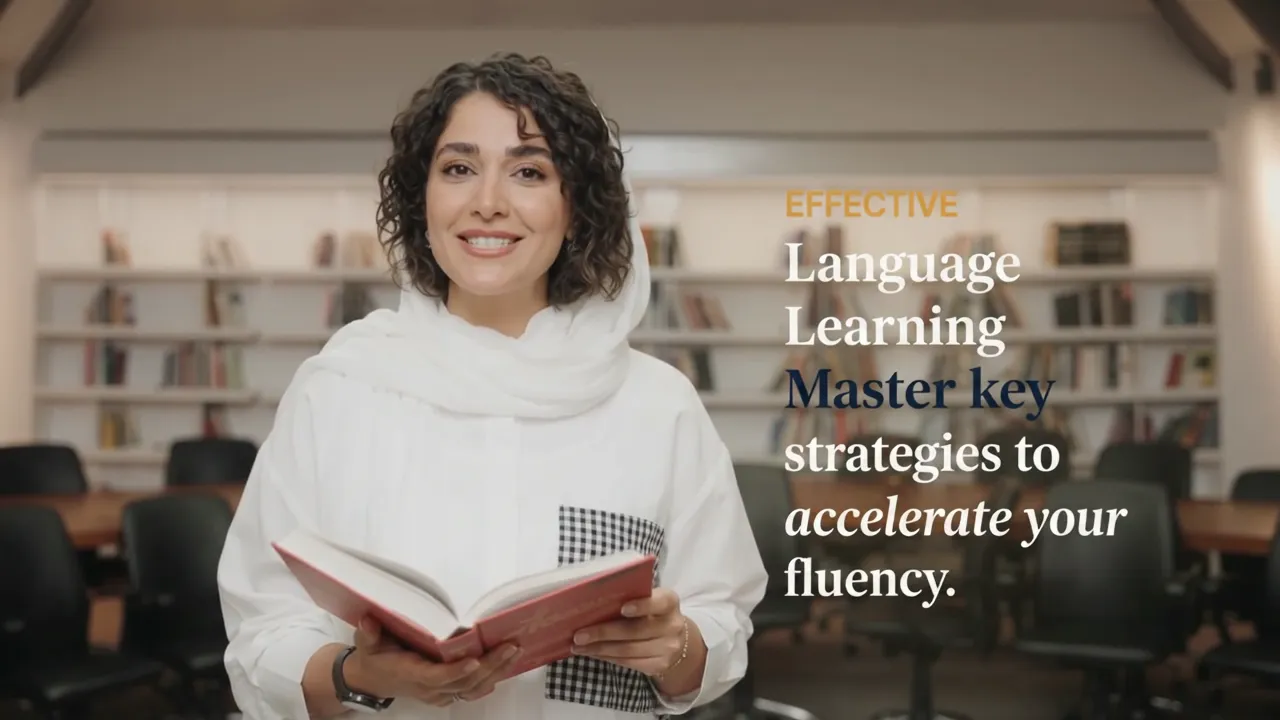 EFFECTIVE
Language
Learning
Master key
strategies to
accelerate your
fluency.